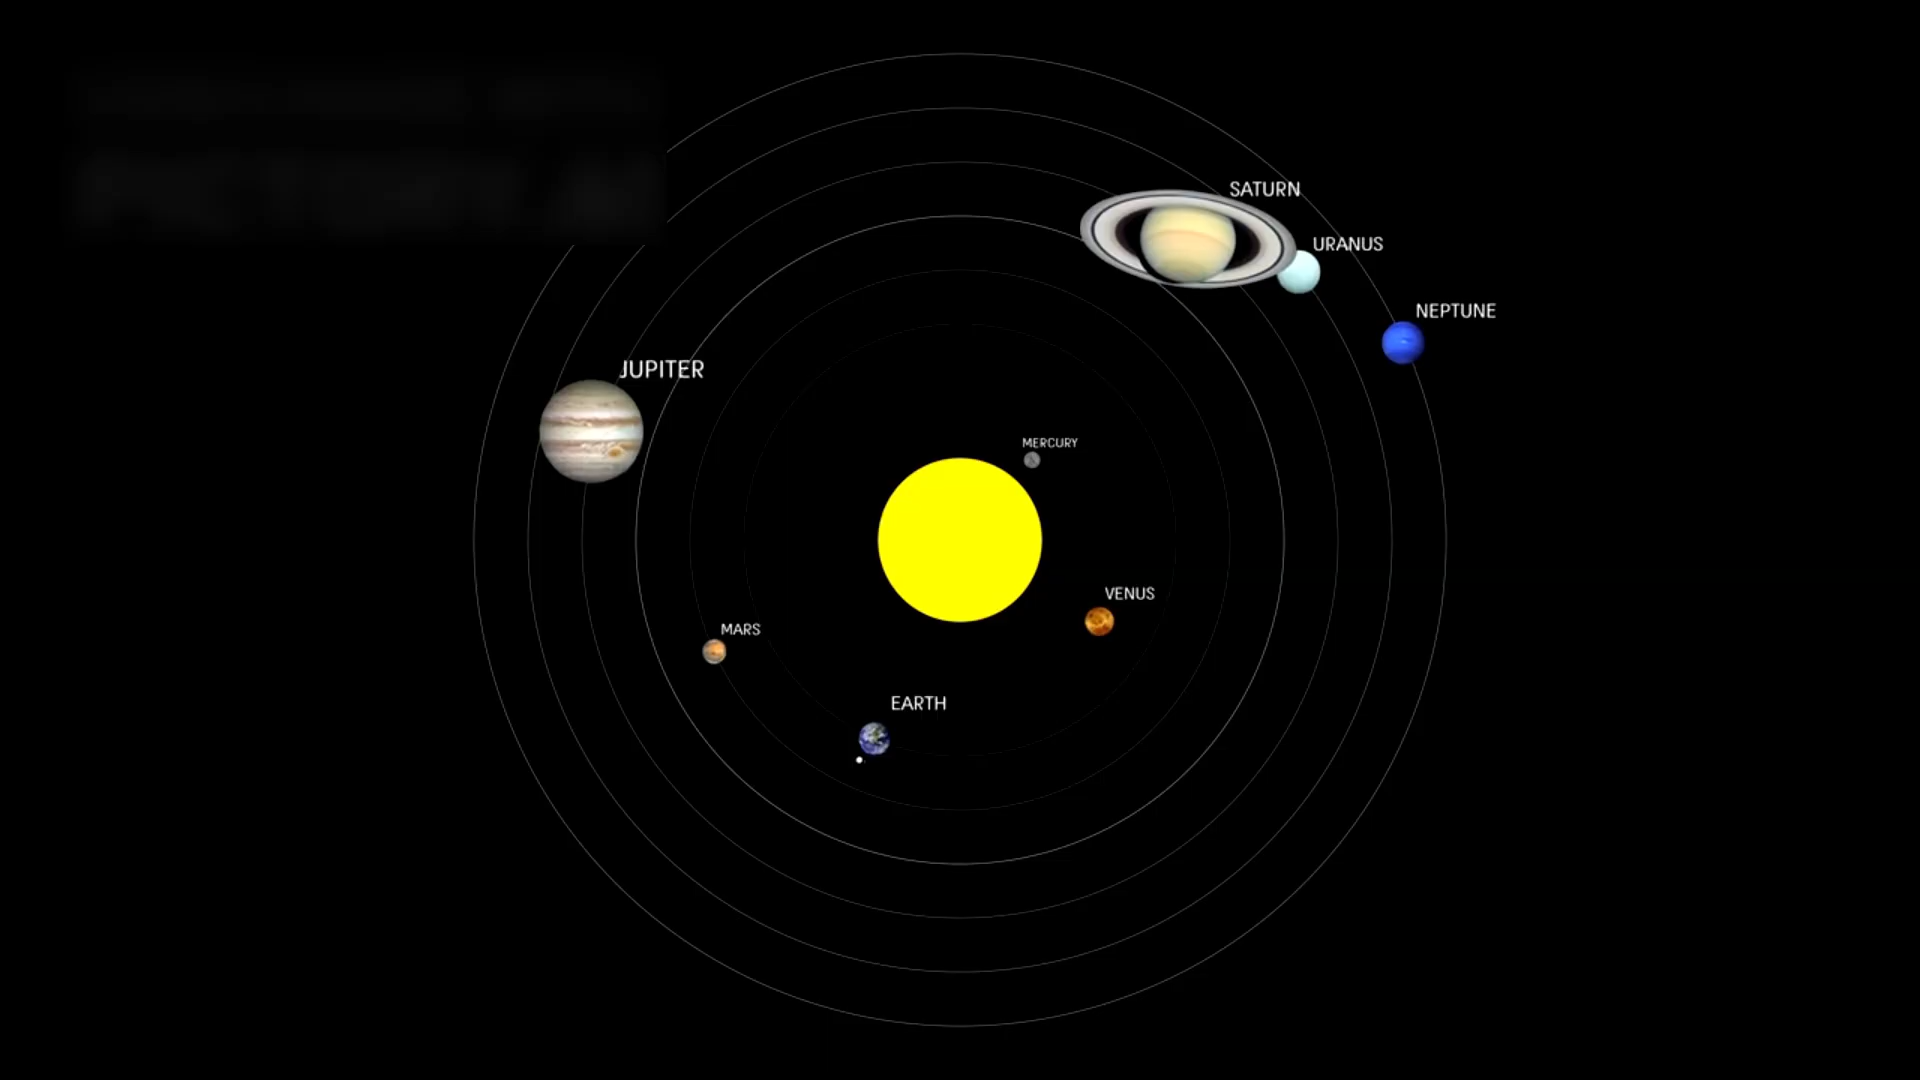 SATURN
URANUS
NEPTUNE
JUPITER
MERCURY
VENUS
MARS
EARTH